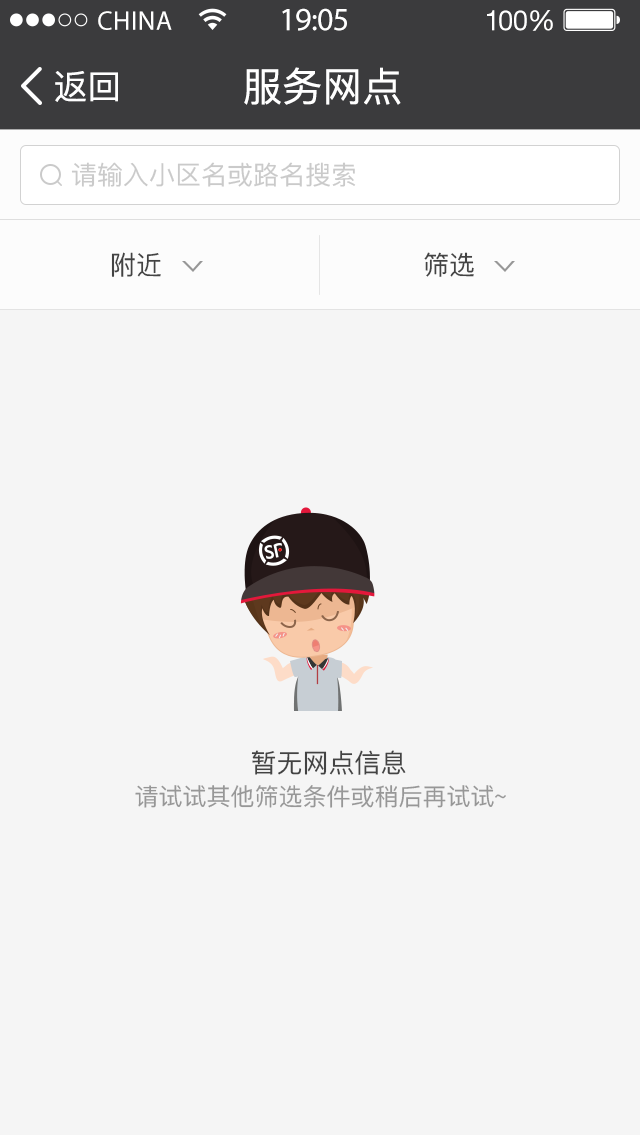 CHINA 19:05 100%
返回 服务网点
请输入小区名或路名搜索
附近 筛选
SF
暂无网点信息
请试试其他筛选条件或稍后再试试~